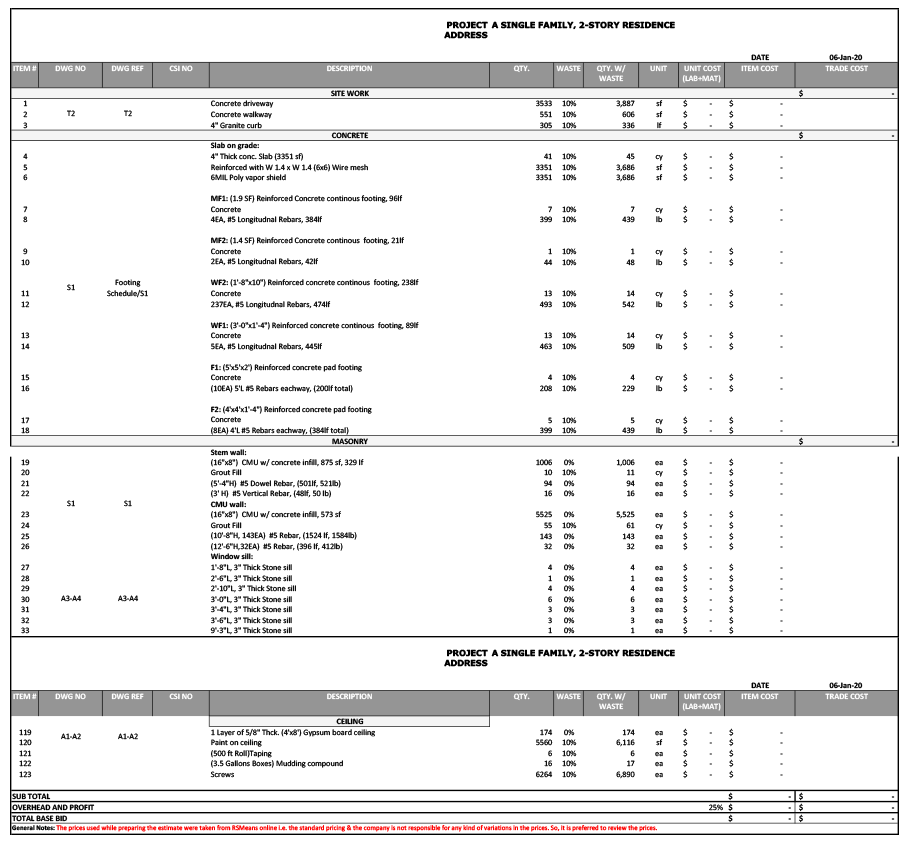 PROJECT A SINGLE FAMILY, 2-STORY RESIDENCE
ADDRESS
DATE 06-Jan-20
ITEM # DWG NO DWG REF CSI NO DESCRIPTION QTY. WASTE QTY. W/ WASTE UNIT UNIT COST (LAB+MAT) ITEM COST TRADE COST
SITE WORK $ -
1 Concrete driveway 3533 10% 3,887 sf $ - $ -
2 T2 T2 Concrete walkway 551 10% 606 sf $ - $ -
3 4" Granite curb 305 10% 336 lf $ - $ -
CONCRETE $ -
Slab on grade:
4 4" Thick conc. Slab (3351 sf) 41 10% 45 cy $ - $ -
5 Reinforced with W 1.4 x W 1.4 (6x6) Wire mesh 3351 10% 3,686 sf $ - $ -
6 6MIL Poly vapor shield 3351 10% 3,686 sf $ - $ -
MF1: (1.9 SF) Reinforced Concrete continous footing, 96lf
7 Concrete 7 10% 7 cy $ - $ -
8 4EA, #5 Longitudnal Rebars, 384lf 399 10% 439 lb $ - $ -
MF2: (1.4 SF) Reinforced Concrete continous footing, 21lf
9 Concrete 1 10% 1 cy $ - $ -
10 2EA, #5 Longitudnal Rebars, 42lf 44 10% 48 lb $ - $ -
S1 Footing Schedule/S1 WF2: (1'-8"x10") Reinforced concrete continous footing, 238lf
11 Concrete 13 10% 14 cy $ - $ -
12 237EA, #5 Longitudnal Rebars, 474lf 493 10% 542 lb $ - $ -
WF1: (3'-0"x1'-4") Reinforced concrete continous footing, 89lf
13 Concrete 13 10% 14 cy $ - $ -
14 5EA, #5 Longitudnal Rebars, 445lf 463 10% 509 lb $ - $ -
F1: (5'x5'x2') Reinforced concrete pad footing
15 Concrete 4 10% 4 cy $ - $ -
16 (10EA) 5'L #5 Rebars eachway, (200lf total) 208 10% 229 lb $ - $ -
F2: (4'x4'x1'-4") Reinforced concrete pad footing
17 Concrete 5 10% 5 cy $ - $ -
18 (8EA) 4'L #5 Rebars eachway, (384lf total) 399 10% 439 lb $ - $ -
MASONRY $ -
Stem wall:
19 (16"x8") CMU w/ concrete infill, 875 sf, 329 lf 1006 0% 1,006 ea $ - $ -
20 Grout Fill 10 10% 11 cy $ - $ -
21 (5'-4"H) #5 Dowel Rebar, (501lf, 521lb) 94 0% 94 ea $ - $ -
22 (3' H) #5 Vertical Rebar, (48lf, 50 lb) 16 0% 16 ea $ - $ -
S1 S1 CMU wall:
23 (16"x8") CMU w/ concrete infill, 573 sf 5525 0% 5,525 ea $ - $ -
24 Grout Fill 55 10% 61 cy $ - $ -
25 (10'-8"H, 143EA) #5 Rebar, (1524 lf, 1584lb) 143 0% 143 ea $ - $ -
26 (12'-6"H,32EA) #5 Rebar, (396 lf, 412lb) 32 0% 32 ea $ - $ -
Window sill:
27 1'-8"L, 3" Thick Stone sill 4 0% 4 ea $ - $ -
28 2'-6"L, 3" Thick Stone sill 1 0% 1 ea $ - $ -
29 2'-10"L, 3" Thick Stone sill 4 0% 4 ea $ - $ -
30 A3-A4 A3-A4 3'-0"L, 3" Thick Stone sill 6 0% 6 ea $ - $ -
31 3'-4"L, 3" Thick Stone sill 3 0% 3 ea $ - $ -
32 3'-6"L, 3" Thick Stone sill 3 0% 3 ea $ - $ -
33 9'-3"L, 3" Thick Stone sill 1 0% 1 ea $ - $ -
PROJECT A SINGLE FAMILY, 2-STORY RESIDENCE
ADDRESS
DATE 06-Jan-20
ITEM # DWG NO DWG REF CSI NO DESCRIPTION QTY. WASTE QTY. W/ WASTE UNIT UNIT COST (LAB+MAT) ITEM COST TRADE COST
CEILING
119 A1-A2 A1-A2 1 Layer of 5/8" Thck. (4'x8') Gypsum board ceiling 174 0% 174 ea $ - $ -
120 Paint on ceiling 5560 10% 6,116 sf $ - $ -
121 (500 ft Roll)Taping 6 10% 6 ea $ - $ -
122 (3.5 Gallons Boxes) Mudding compound 16 10% 17 ea $ - $ -
123 Screws 6264 10% 6,890 ea $ - $ -
SUB TOTAL $ - $ -
OVERHEAD AND PROFIT 25% $ - $ -
TOTAL BASE BID $ - $ -
General Notes: The prices used while preparing the estimate were taken from RSMeans online i.e. the standard pricing & the company is not responsible for any kind of variations in the prices. So, it is preferred to review the prices.